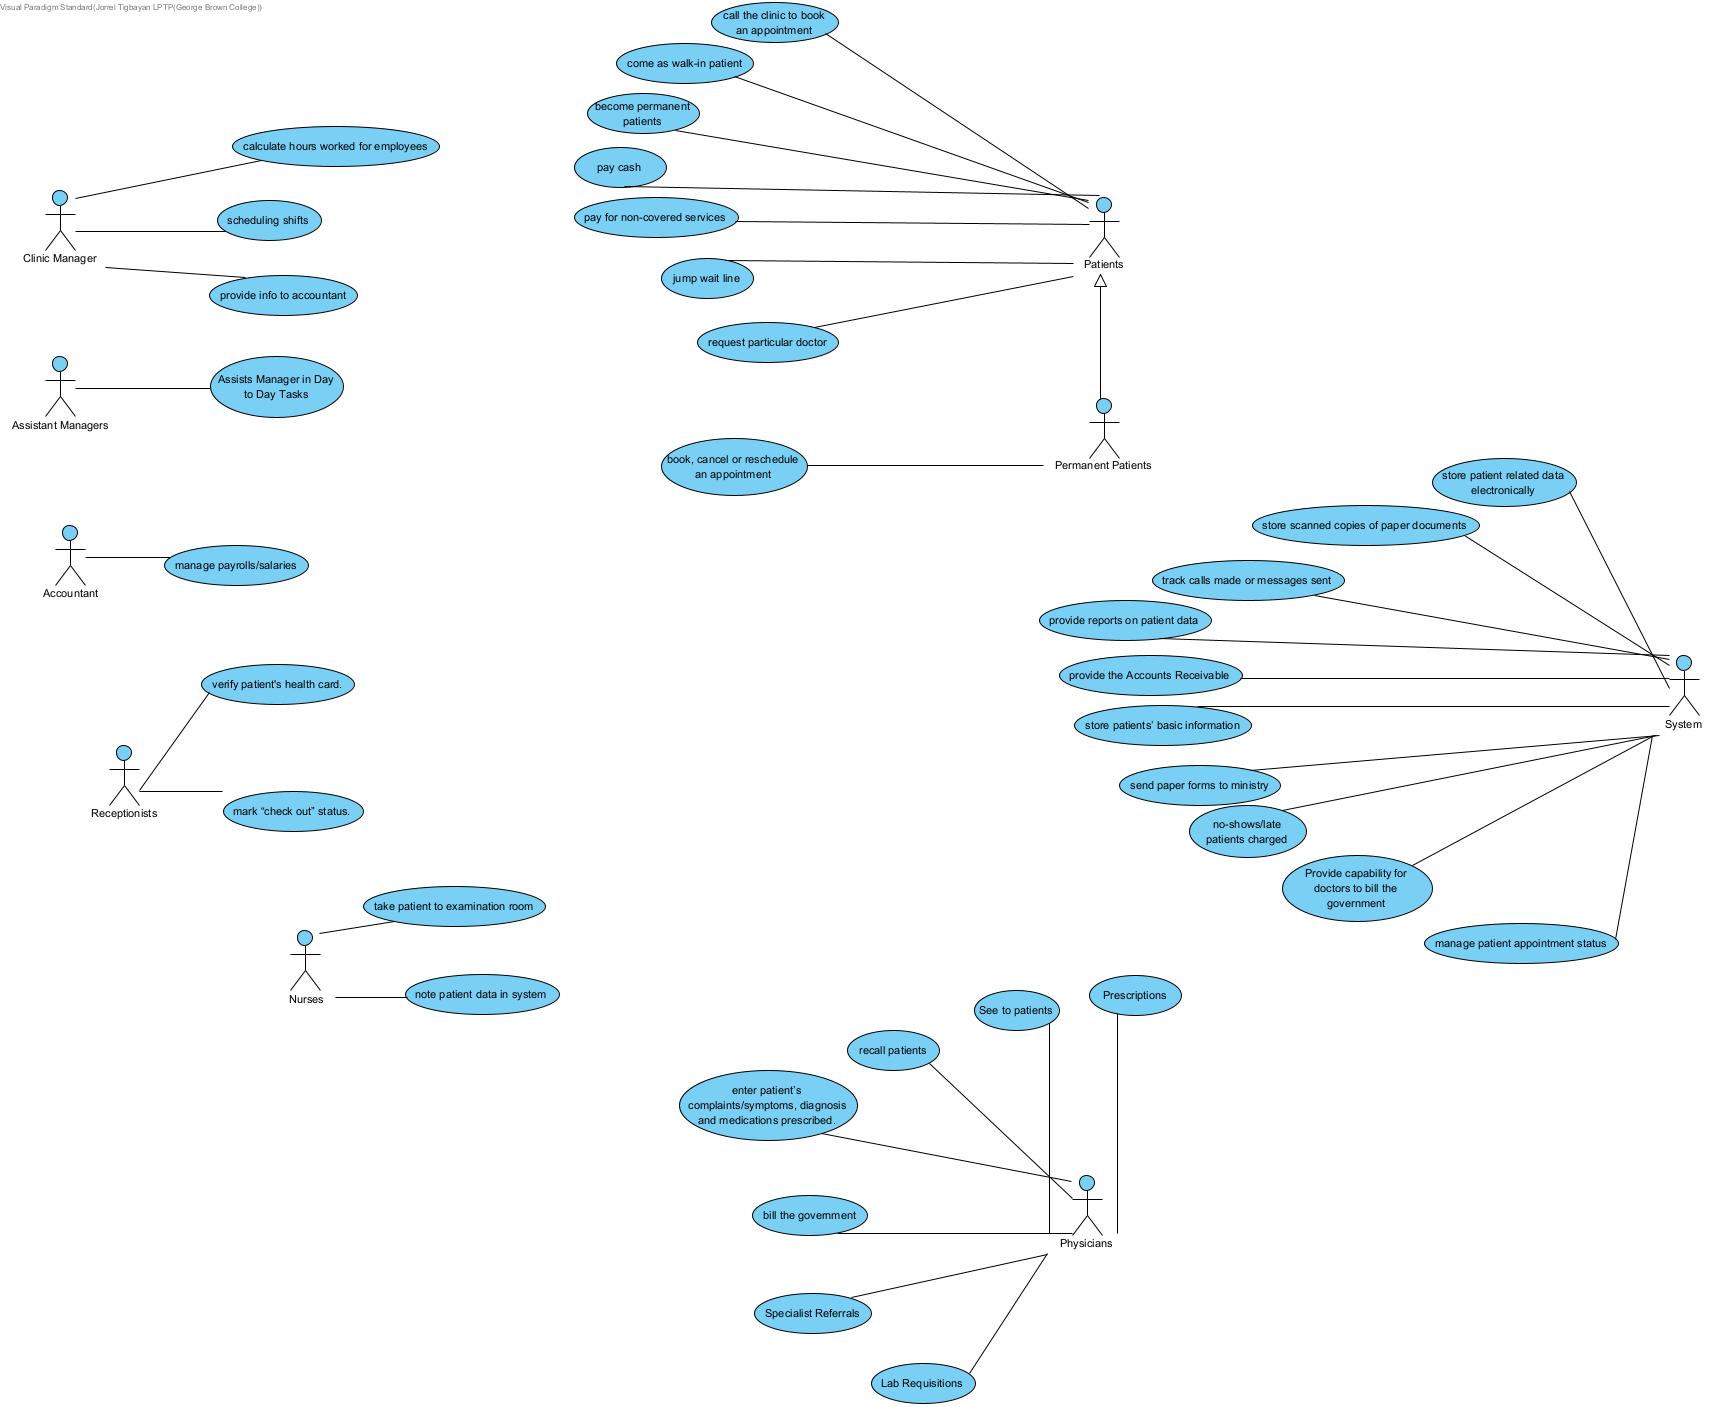 Visual Paradigm Standard(Jorrel Tigbayan LPTP(George Brown College))
call the clinic to book
an appointment
come as walk-in patient
become permanent
patients
calculate hours worked for employees
pay cash
scheduling shifts
pay for non-covered services
Clinic Manager
Patients
jump wait line
provide info to accountant
request particular doctor
Assists Manager in Day
to Day Tasks
Assistant Managers
book, cancel or reschedule
an appointment
Permanent Patients
store patient related data
electronically
store scanned copies of paper documents
manage payrolls/salaries
Accountant
track calls made or messages sent
provide reports on patient data
verify patient's health card.
provide the Accounts Receivable
store patients' basic information
System
send paper forms to ministry
Receptionists
mark “check out” status.
no-shows/late
patients charged
Provide capability for
doctors to bill the
government
take patient to examination room
manage patient appointment status
note patient data in system
Nurses
See to patients
Prescriptions
recall patients
enter patient's
complaints/symptoms, diagnosis
and medications prescribed.
bill the government
Physicians
Specialist Referrals
Lab Requisitions